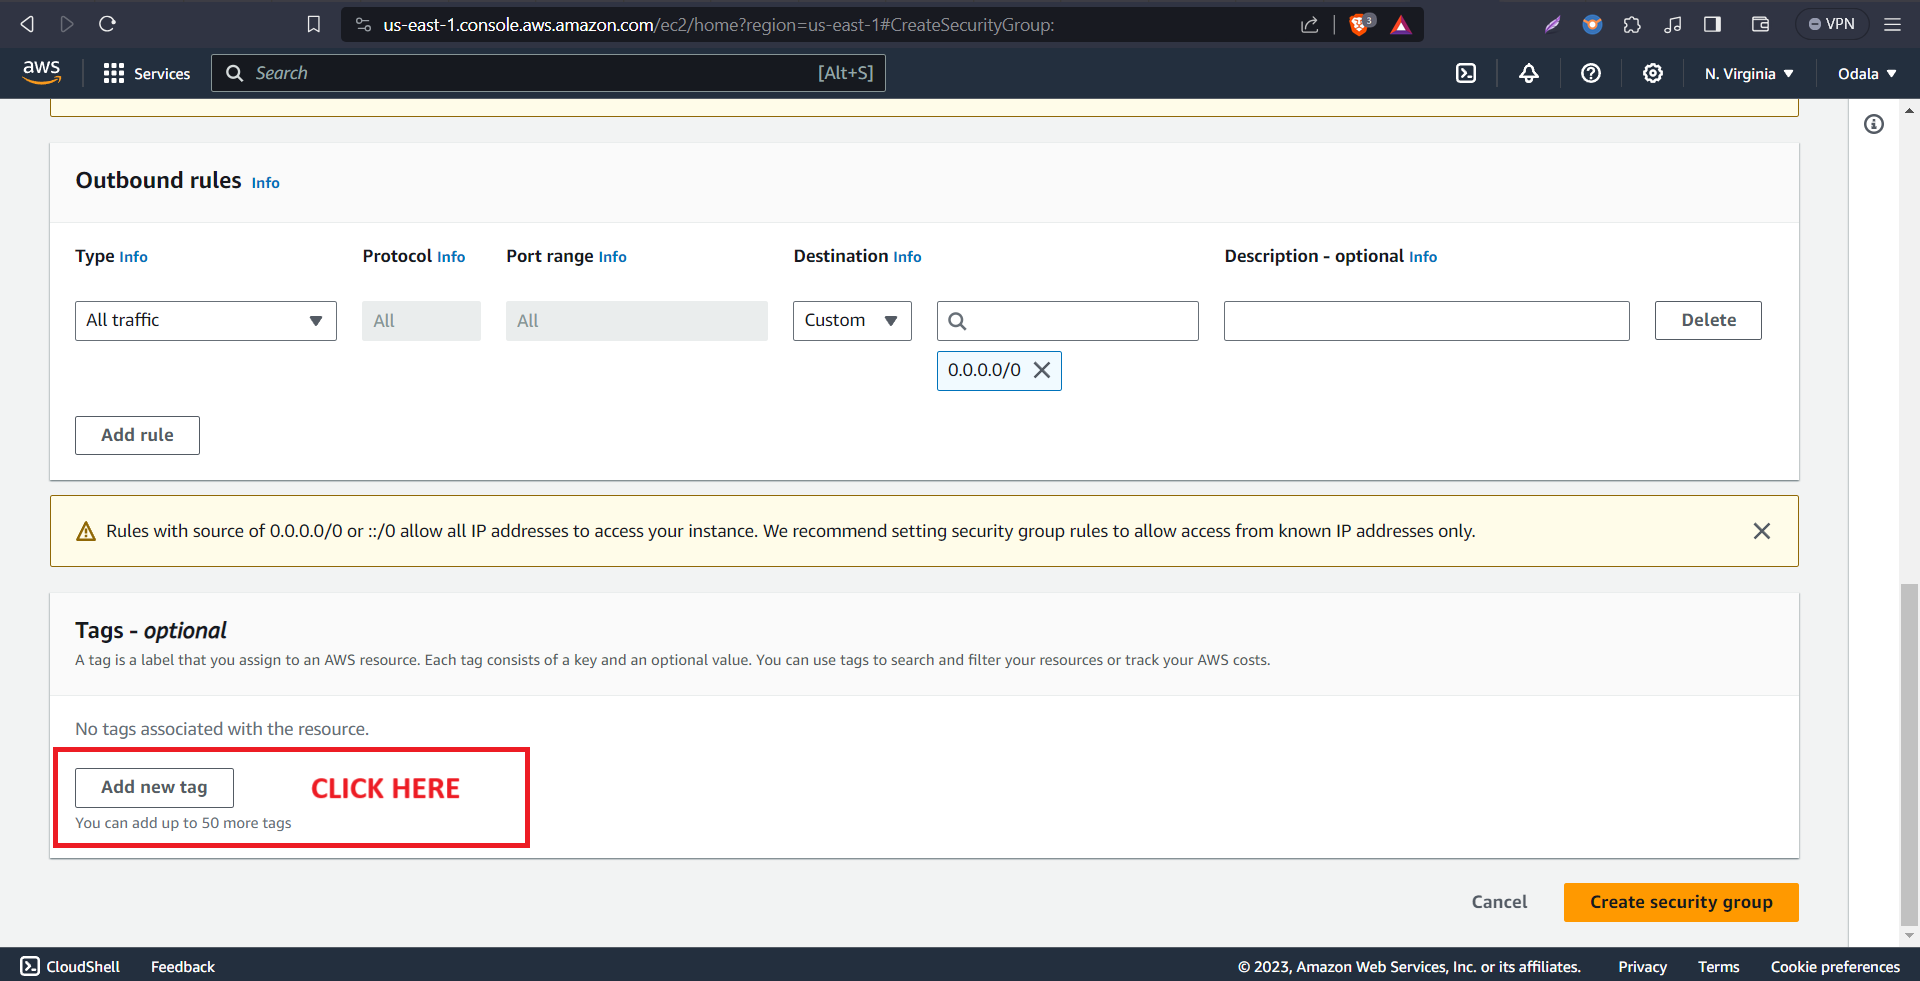 us-east-1.console.aws.amazon.com/ec2/home?region=us-east-1#CreateSecurityGroup:
3
VPN
aws
Services
Search
[Alt+S]
N. Virginia
Odala
Outbound rules Info
Type Info
Protocol Info
Port range Info
Destination Info
Description - optional Info
All traffic
All
All
Custom
Delete
0.0.0.0/0
Add rule
Rules with source of 0.0.0.0/0 or ::/0 allow all IP addresses to access your instance. We recommend setting security group rules to allow access from known IP addresses only.
Tags - optional
A tag is a label that you assign to an AWS resource. Each tag consists of a key and an optional value. You can use tags to search and filter your resources or track your AWS costs.
No tags associated with the resource.
Add new tag
CLICK HERE
You can add up to 50 more tags
Cancel
Create security group
CloudShell
Feedback
© 2023, Amazon Web Services, Inc. or its affiliates.
Privacy
Terms
Cookie preferences